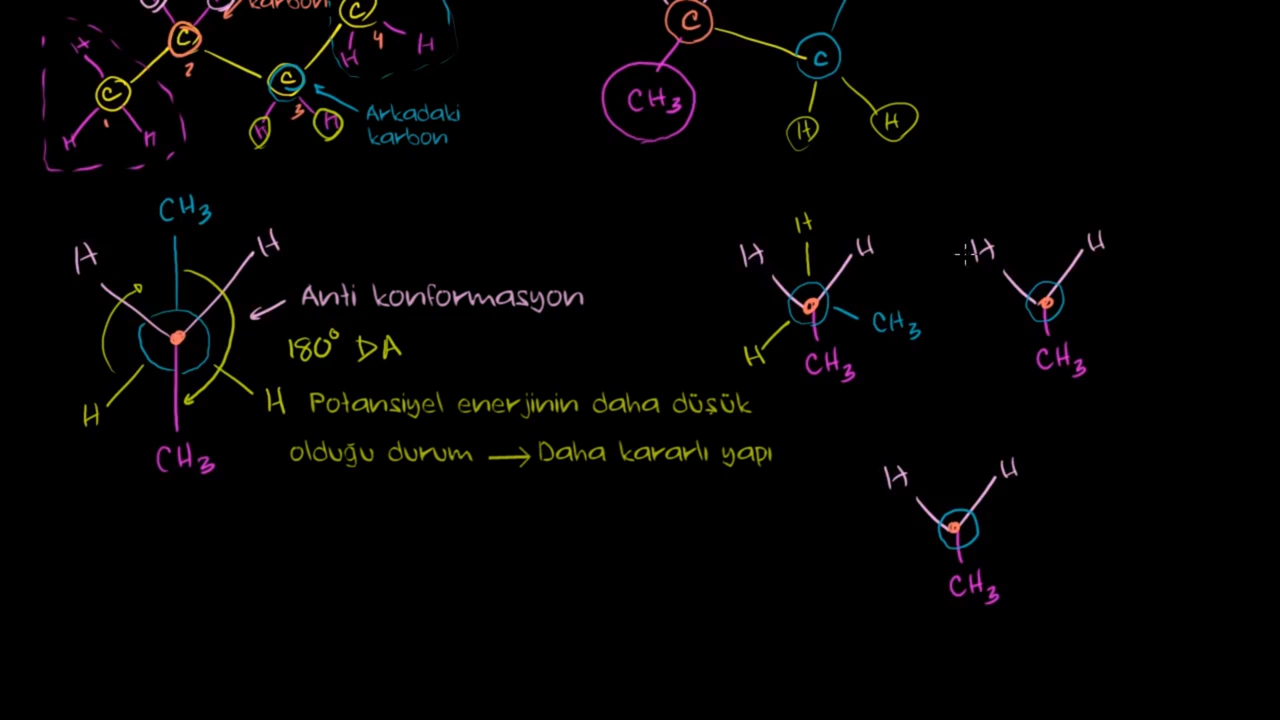 karbon
C
2
C
1
H
H
H
C
3
H
H
C
4
H
H
Arkadaki
karbon
C
CH3
C
H
H
CH3
H
H
H
H
CH3
Anti konformasyon
180° DA
Potansiyel enerjinin daha düşük
olduğu durum → Daha kararlı yapı
H
H
H
H
CH3
CH3
H
H
CH3
H
H
CH3